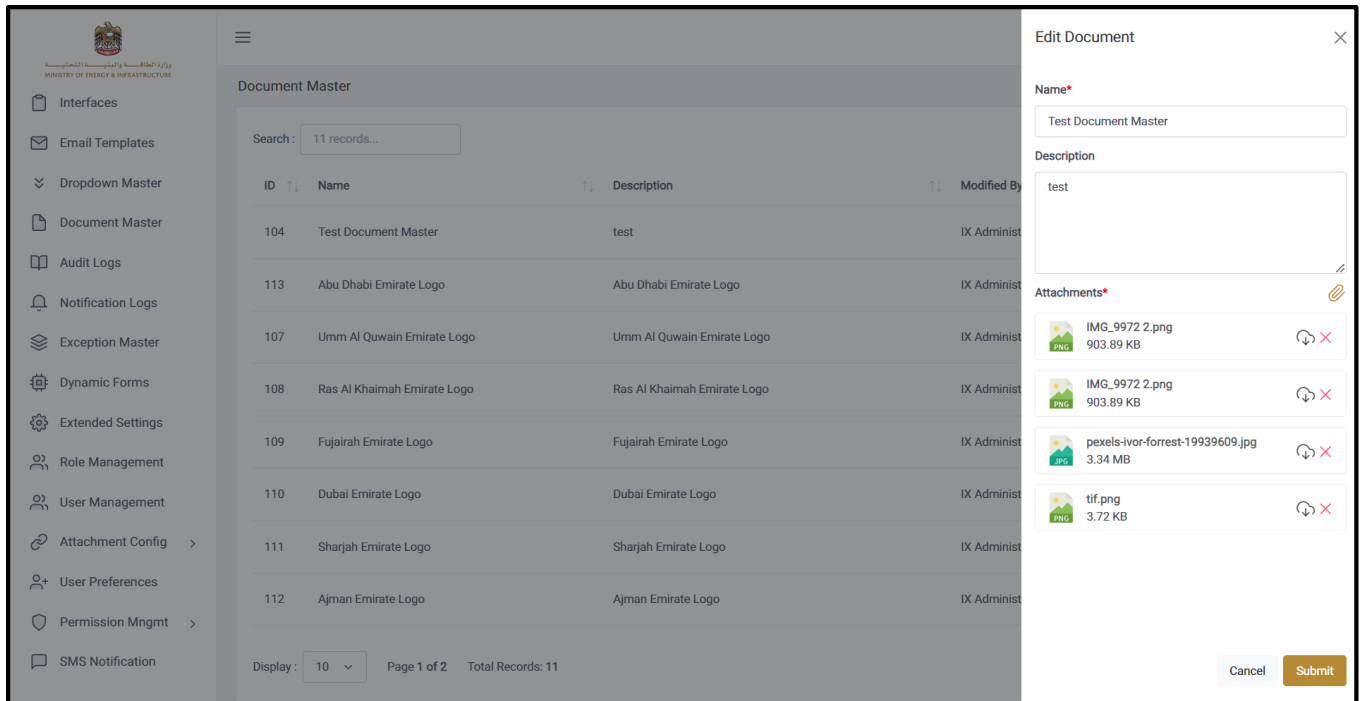 وزارة الطاقة والبنية التحتية
MINISTRY OF ENERGY & INFRASTRUCTURE
Interfaces
Email Templates
Dropdown Master
Document Master
Audit Logs
Notification Logs
Exception Master
Dynamic Forms
Extended Settings
Role Management
User Management
Attachment Config
User Preferences
Permission Mngmt
SMS Notification
Document Master
Search : 11 records...
ID Name Description Modified By
104 Test Document Master test IX Administ
113 Abu Dhabi Emirate Logo Abu Dhabi Emirate Logo IX Administ
107 Umm Al Quwain Emirate Logo Umm Al Quwain Emirate Logo IX Administ
108 Ras Al Khaimah Emirate Logo Ras Al Khaimah Emirate Logo IX Administ
109 Fujairah Emirate Logo Fujairah Emirate Logo IX Administ
110 Dubai Emirate Logo Dubai Emirate Logo IX Administ
111 Sharjah Emirate Logo Sharjah Emirate Logo IX Administ
112 Ajman Emirate Logo Ajman Emirate Logo IX Administ
Display : 10 Page 1 of 2 Total Records: 11
Edit Document
Name*
Test Document Master
Description
test
Attachments*
PNG IMG_9972 2.png
903.89 KB
PNG IMG_9972 2.png
903.89 KB
JPG pexels-ivor-forrest-19939609.jpg
3.34 MB
PNG tif.png
3.72 KB
Cancel Submit